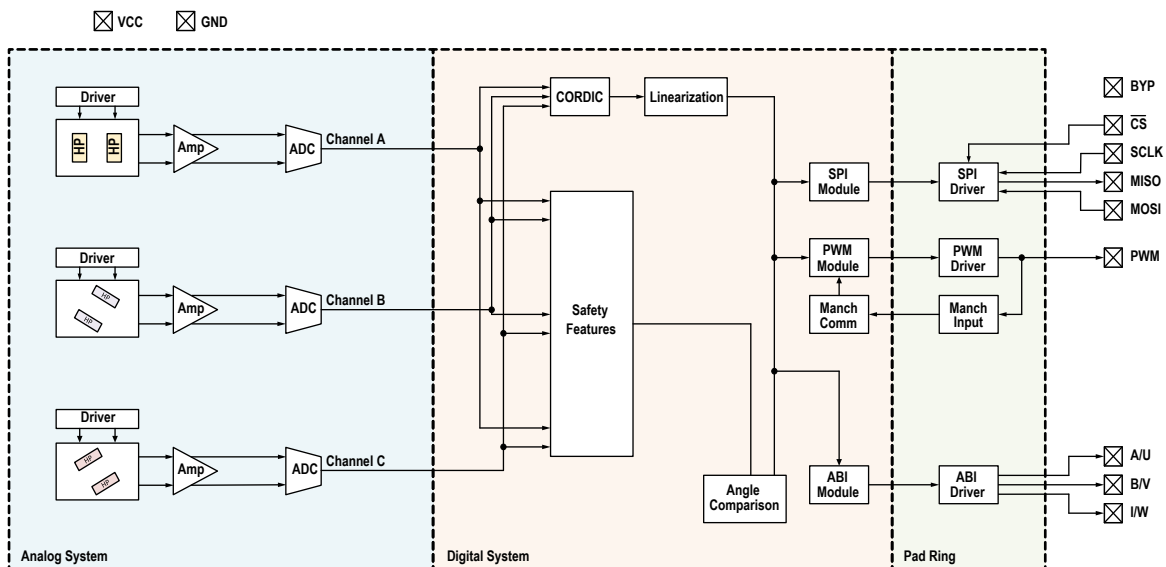 VCC
GND
Driver
HP
HP
Amp
ADC
Channel A
Driver
HP
HP
Amp
ADC
Channel B
Driver
HP
HP
Amp
ADC
Channel C
Analog System
CORDIC
Linearization
Safety
Features
Angle
Comparison
SPI
Module
PWM
Module
Manch
Comm
ABI
Module
Digital System
SPI
Driver
PWM
Driver
Manch
Input
ABI
Driver
Pad Ring
BYP
C̅S̅
SCLK
MISO
MOSI
PWM
A/U
B/V
I/W